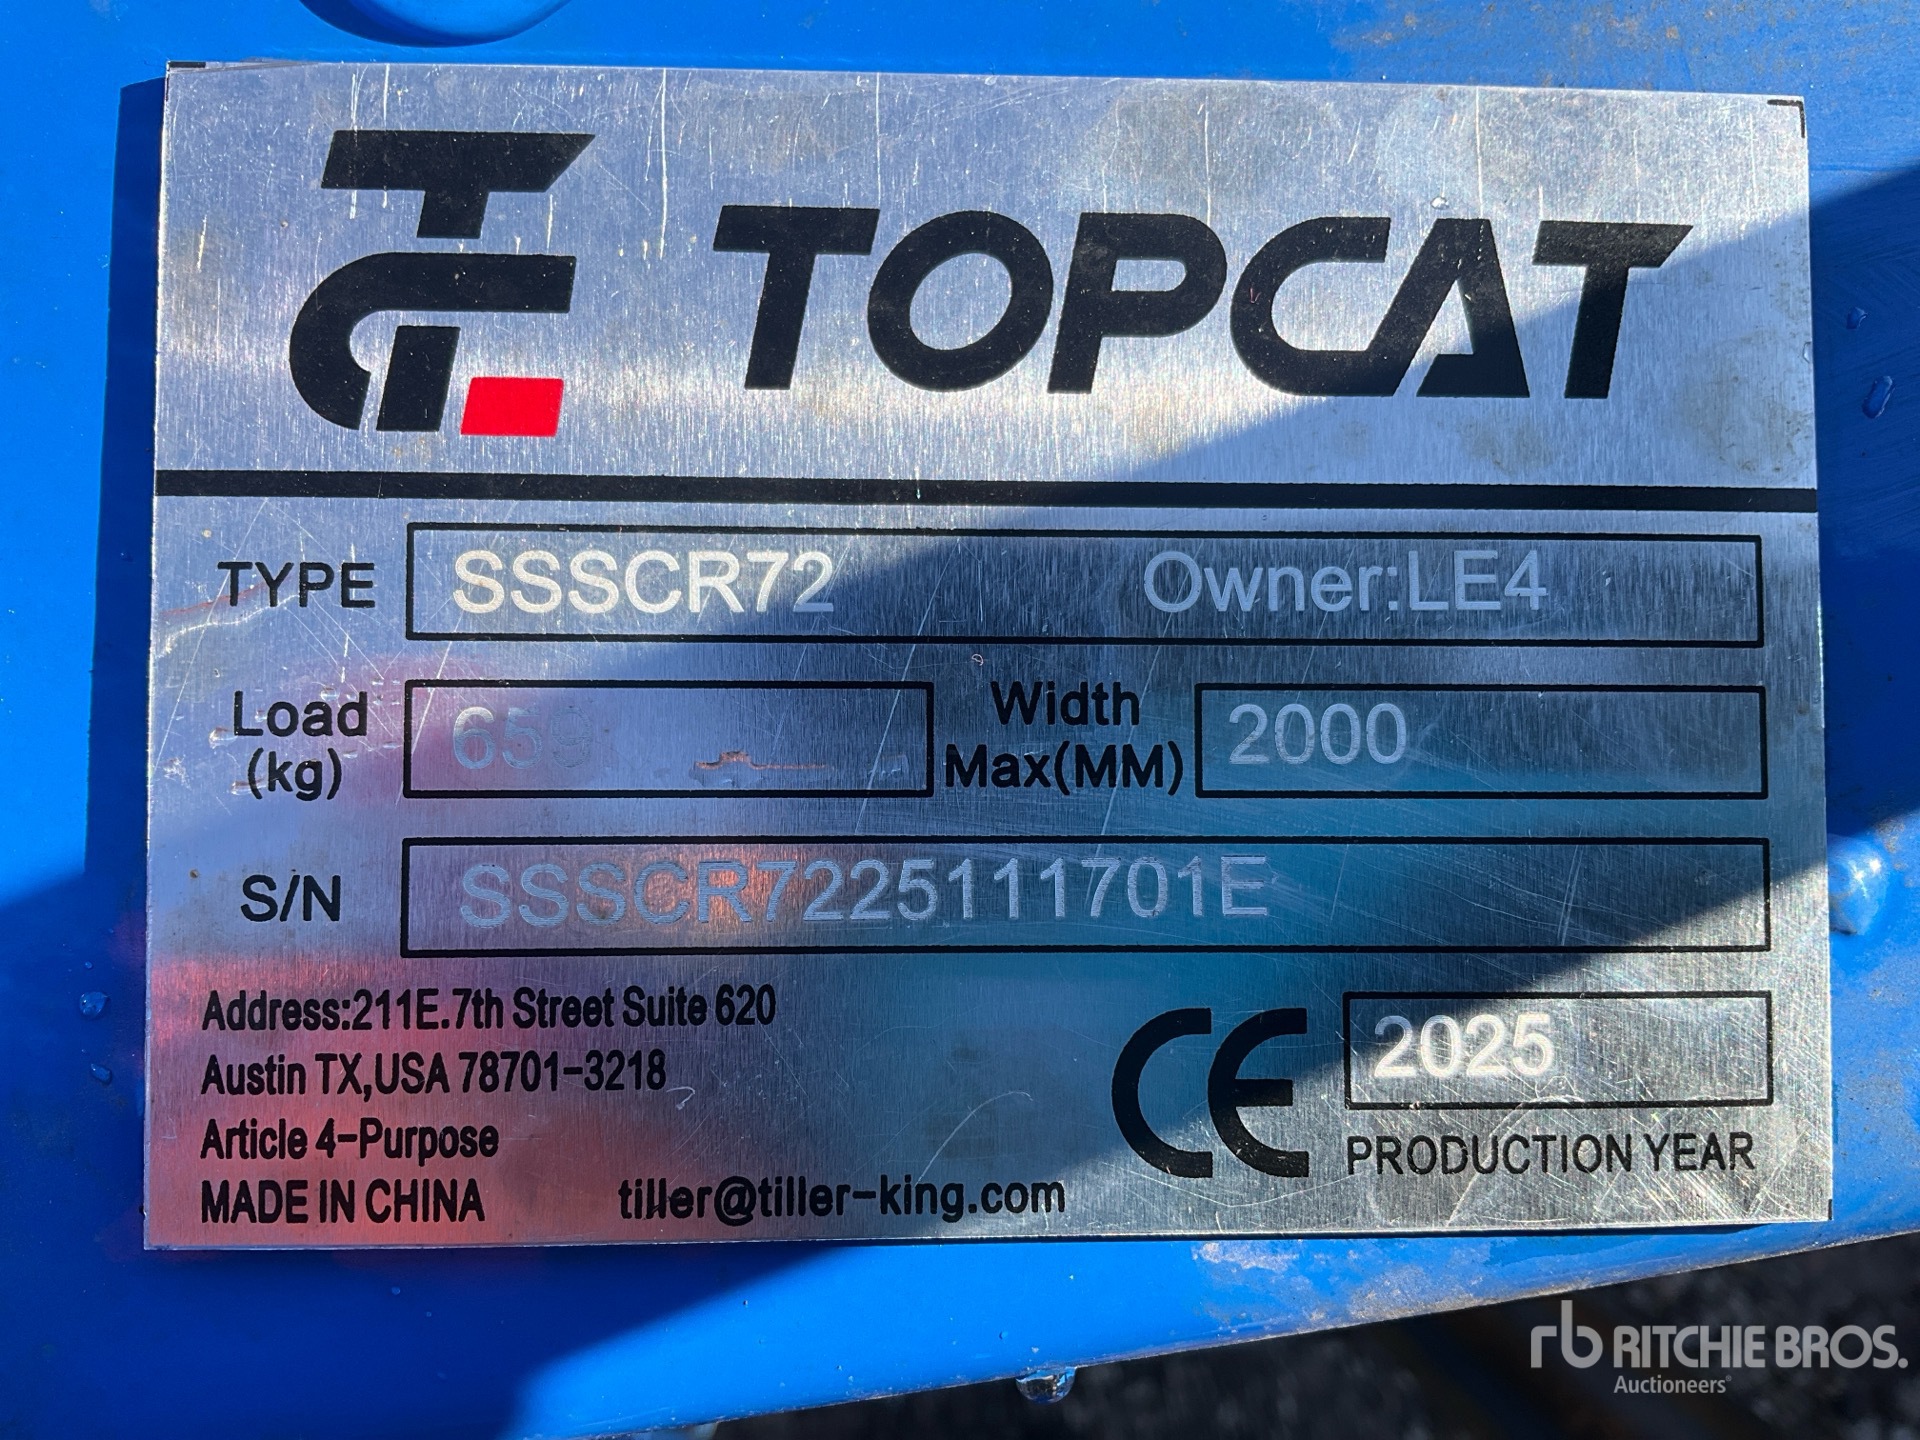 TC TOPCAT
TYPE SSSCR72 Owner:LE4
Load (kg) 659 Width Max(MM) 2000
S/N SSSCR7225111701E
Address:211E.7th Street Suite 620
Austin TX,USA 78701-3218
Article 4-Purpose
MADE IN CHINA tiller@tiller-king.com
CE 2025
PRODUCTION YEAR
rb RITCHIE BROS.
Auctioneers